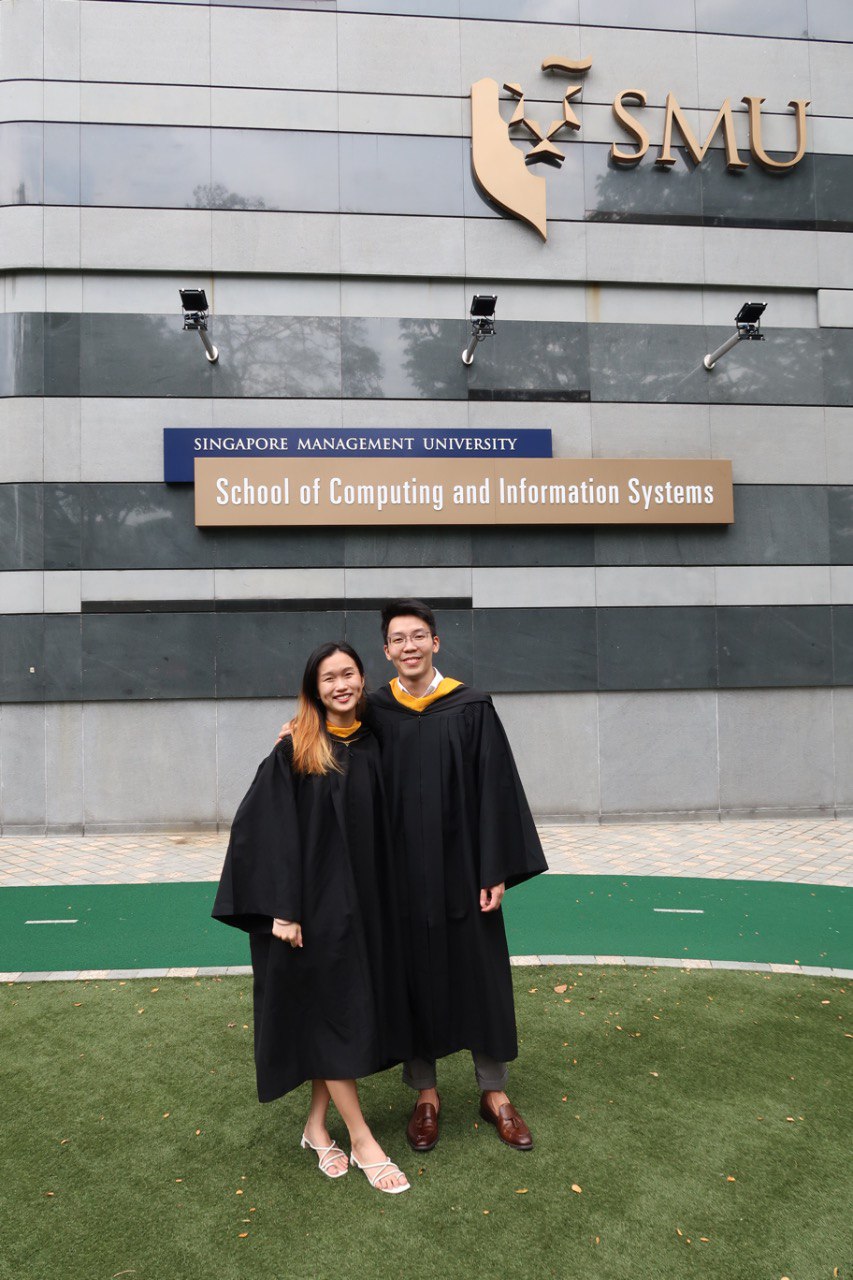 SMU
SINGAPORE MANAGEMENT UNIVERSITY
School of Computing and Information Systems